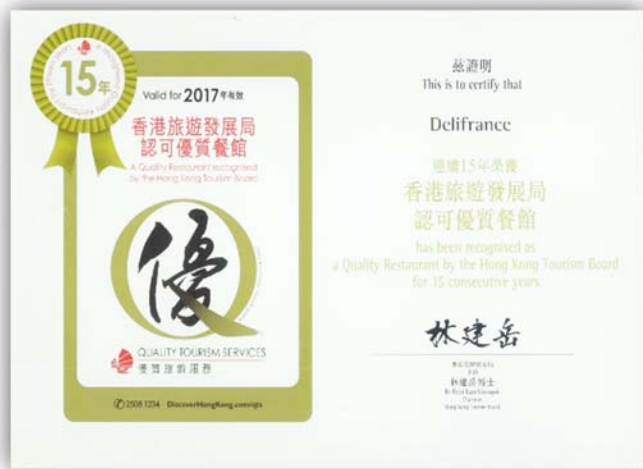 15年
Valid for 2017年有效
香港旅遊發展局
認可優質餐館
A Quality Restaurant recognised
by the Hong Kong Tourism Board
優
QUALITY TOURISM SERVICES
優質旅遊服務
2508 1234 DiscoverHongKong.com/qts
茲證明
This is to certify that
Delifrance
連續15年榮獲
香港旅遊發展局
認可優質餐館
has been recognised as
a Quality Restaurant by the Hong Kong Tourism Board
for 15 consecutive years
林建岳
林建岳博士